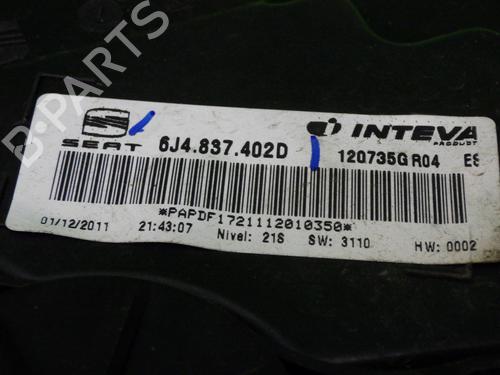 B-PARTS
SEAT
6J4.837.402D
INTEVA
PRODUCT
120735G R04 ES
*PAPDF1721112010350*
01/12/2011 21:43:07 Nivel: 21S SW: 3110 HW: 0002